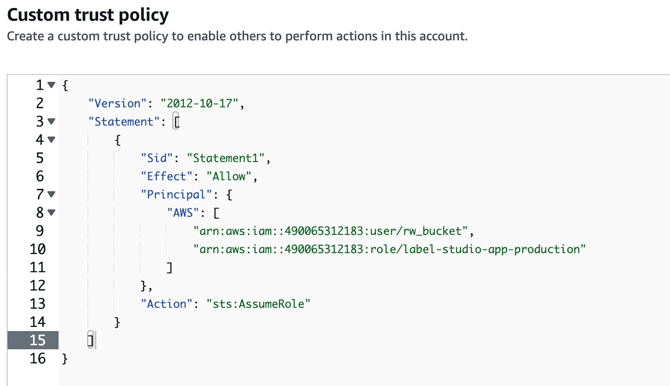 Custom trust policy
Create a custom trust policy to enable others to perform actions in this account.
1 {
2 "Version": "2012-10-17",
3 "Statement": [
4 {
5 "Sid": "Statement1",
6 "Effect": "Allow",
7 "Principal": {
8 "AWS": [
9 "arn:aws:iam::490065312183:user/rw_bucket",
10 "arn:aws:iam::490065312183:role/label-studio-app-production"
11 ]
12 },
13 "Action": "sts:AssumeRole"
14 }
15 ]
16 }